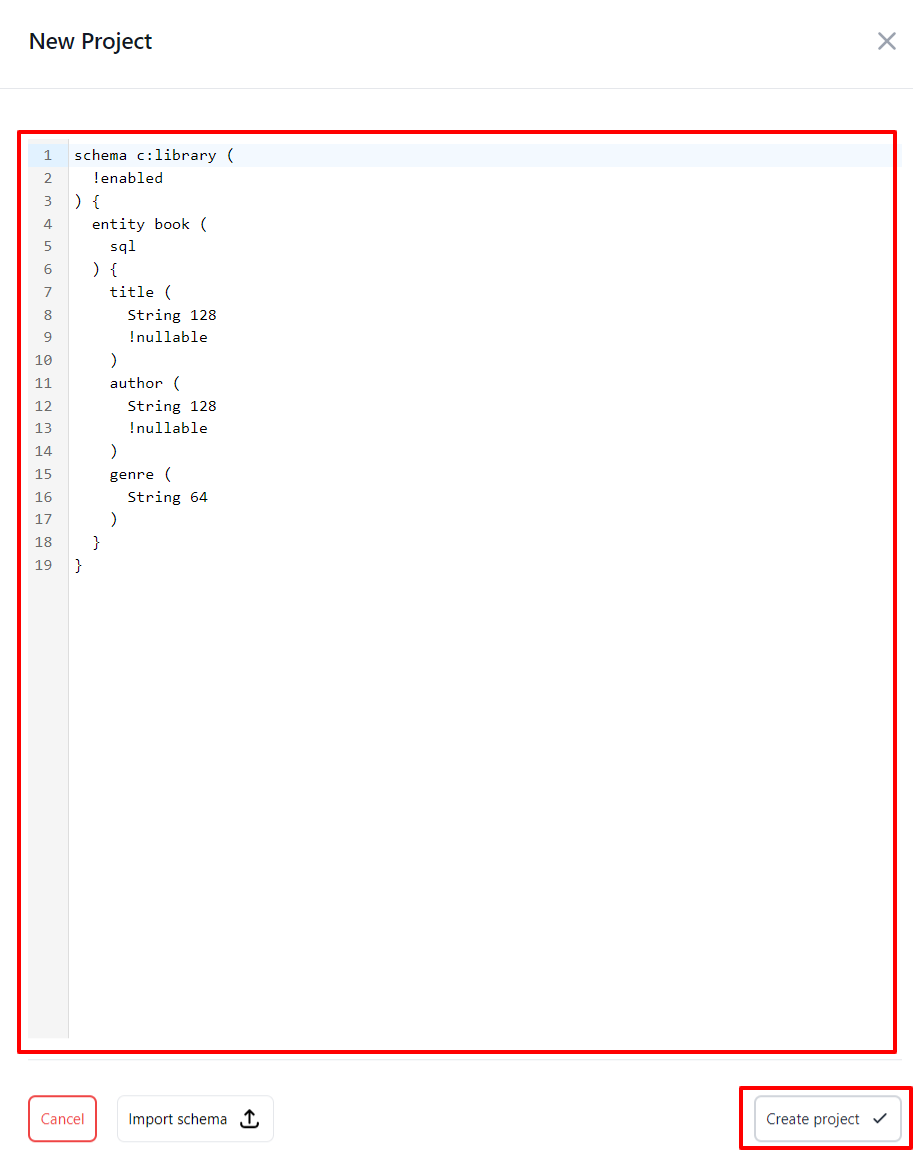 New Project
1 schema c:library (
2   !enabled
3 ) {
4   entity book (
5     sql
6   ) {
7     title (
8       String 128
9       !nullable
10     )
11     author (
12       String 128
13       !nullable
14     )
15     genre (
16       String 64
17     )
18   }
19 }
Cancel Import schema Create project